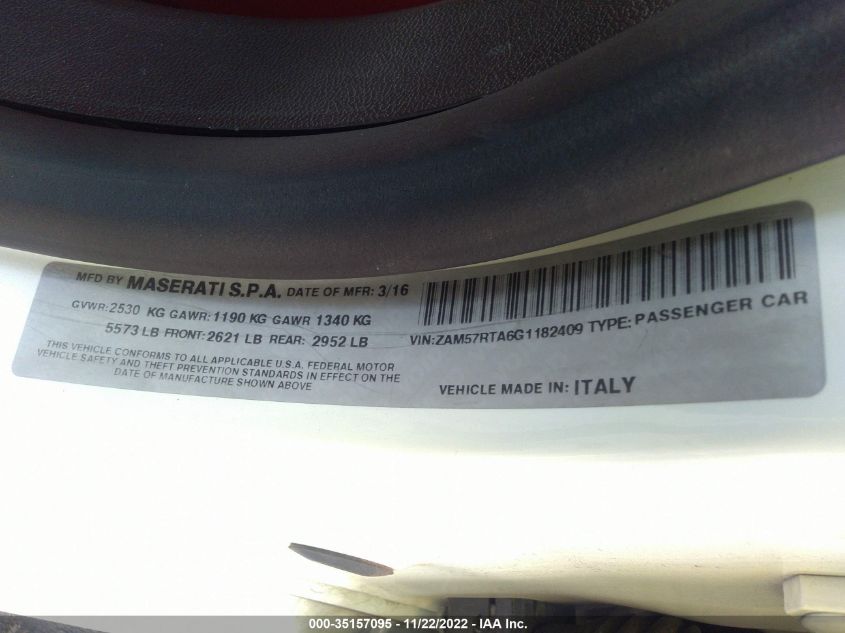 MFD BY MASERATI S.P.A. DATE OF MFR: 3/16
GVWR:2530 KG GAWR: 1190 KG GAWR 1340 KG
5573 LB FRONT: 2621 LB REAR: 2952 LB
THIS VEHICLE CONFORMS TO ALL APPLICABLE U.S.A. FEDERAL MOTOR
VEHICLE SAFETY AND THEFT PREVENTION STANDARDS IN EFFECT ON THE
DATE OF MANUFACTURE SHOWN ABOVE
VIN:ZAM57RTA6G1182409 TYPE: PASSENGER CAR
VEHICLE MADE IN: ITALY
000-35157095 - 11/22/2022 - IAA Inc.